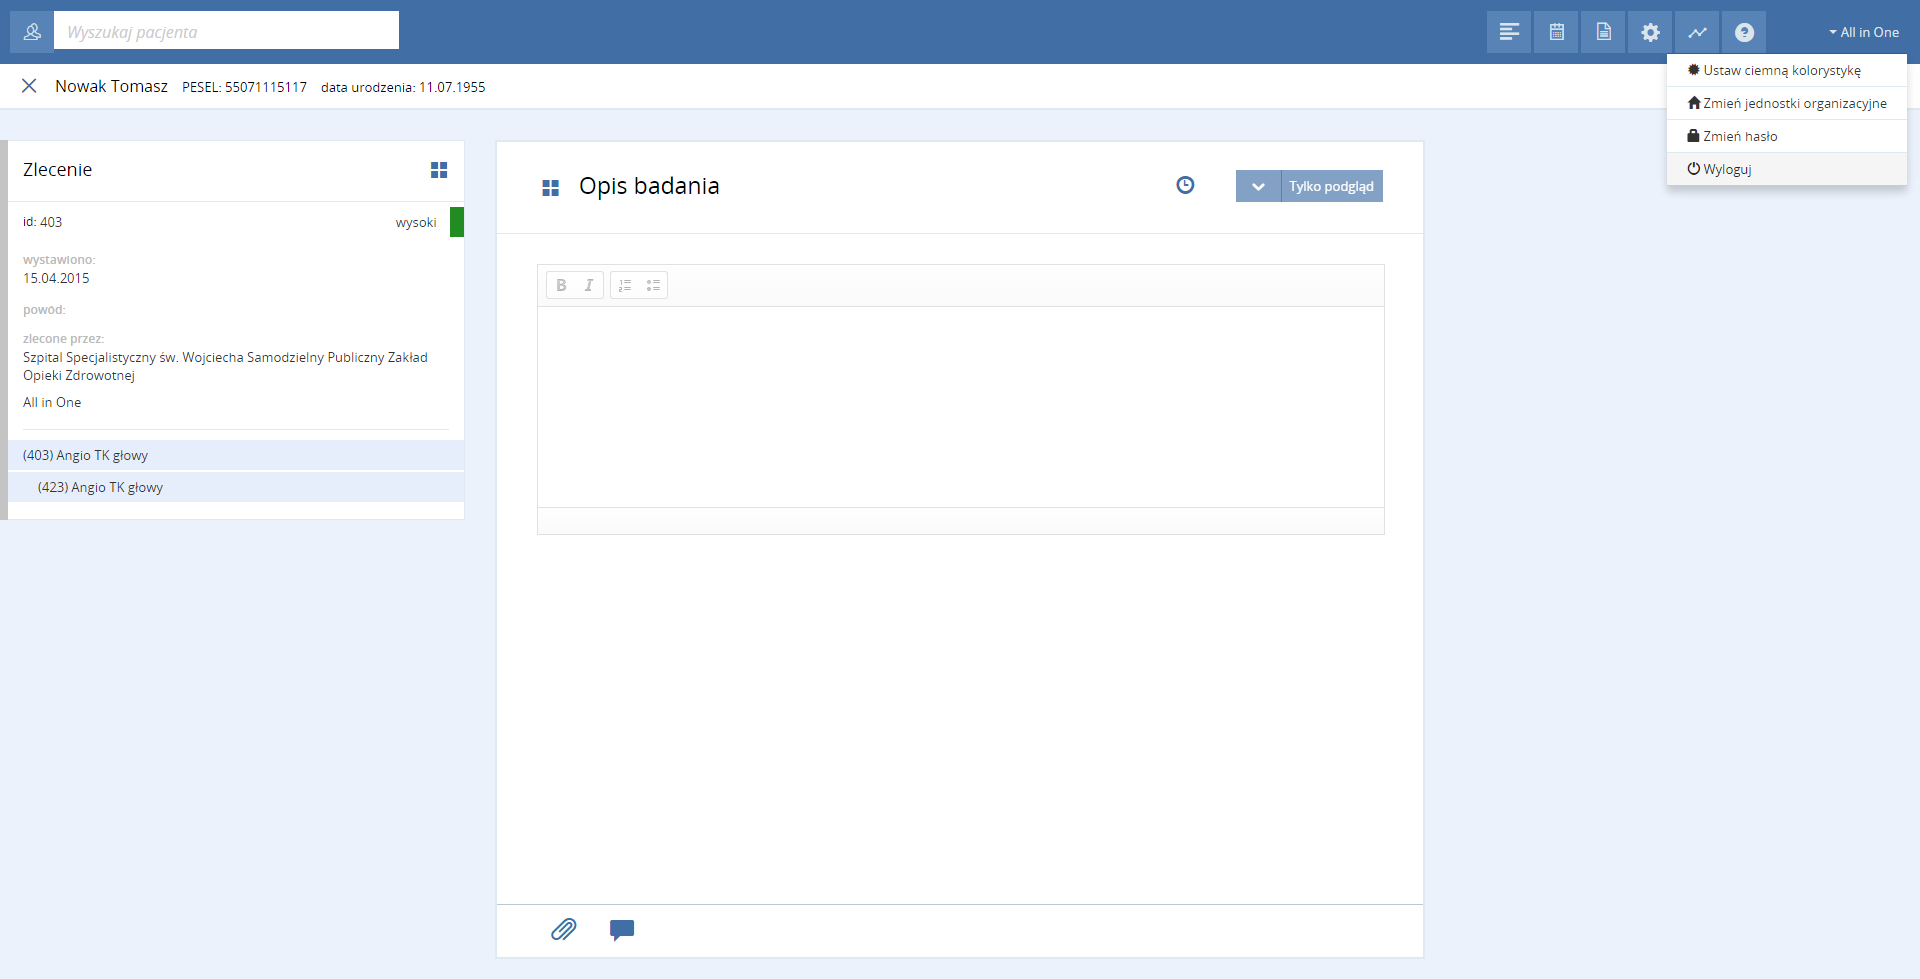 Wyszukaj pacjenta
All in One
Ustaw ciemną kolorystykę
Zmień jednostki organizacyjne
Zmień hasło
Wyloguj
Nowak Tomasz PESEL: 55071115117 data urodzenia: 11.07.1955
Zlecenie
id: 403 wysoki
wystawiono:
15.04.2015
powód:
zlecone przez:
Szpital Specjalistyczny św. Wojciecha Samodzielny Publiczny Zakład
Opieki Zdrowotnej
All in One
(403) Angio TK głowy
(423) Angio TK głowy
Opis badania
Tylko podgląd
B I